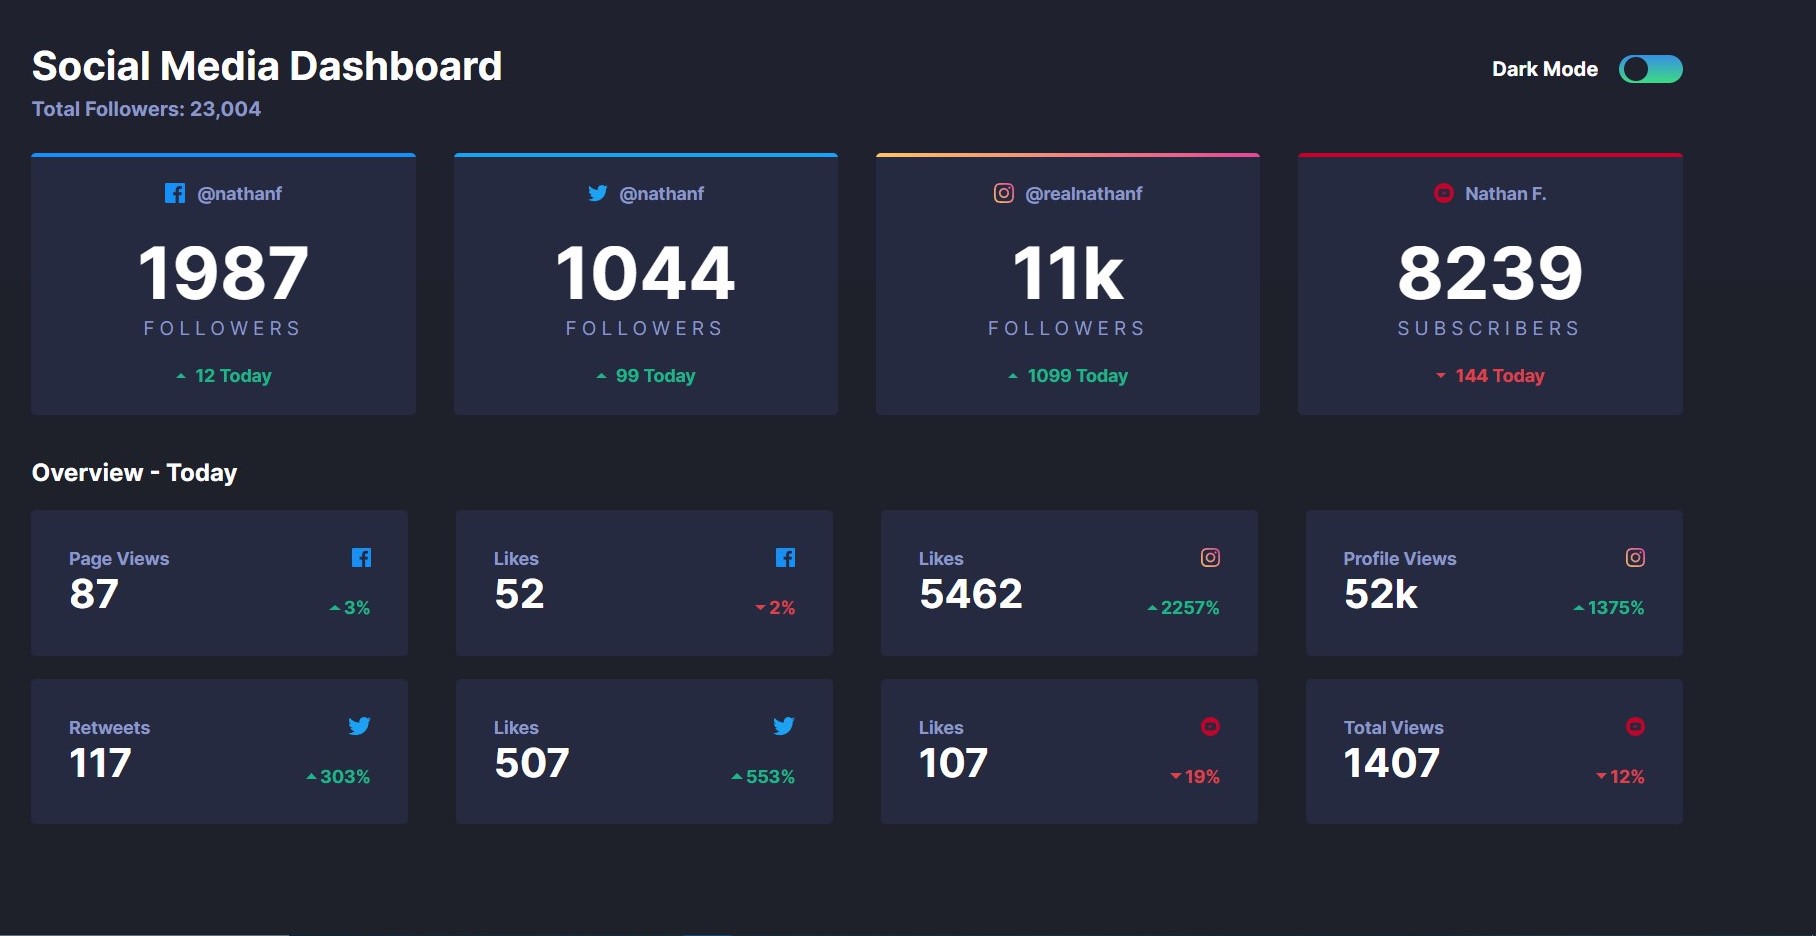 Social Media Dashboard
Total Followers: 23,004
Dark Mode
@nathanf
1987
FOLLOWERS
12 Today
@nathanf
1044
FOLLOWERS
99 Today
@realnathanf
11k
FOLLOWERS
1099 Today
Nathan F.
8239
SUBSCRIBERS
144 Today
Overview - Today
Page Views
87
3%
Likes
52
2%
Likes
5462
2257%
Profile Views
52k
1375%
Retweets
117
303%
Likes
507
553%
Likes
107
19%
Total Views
1407
12%